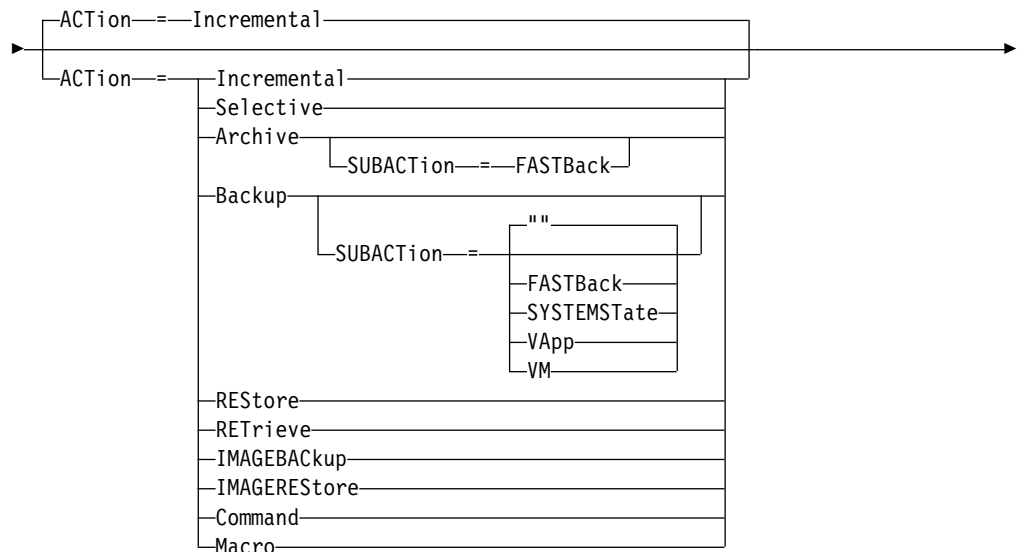 ACTion = Incremental
ACTion = Incremental
Selective
Archive
SUBACTion = FASTBack
Backup
""
SUBACTion =
FASTBack
SYSTEMSTate
VApp
VM
REStore
RETrieve
IMAGEBACkup
IMAGEREStore
Command
Macro